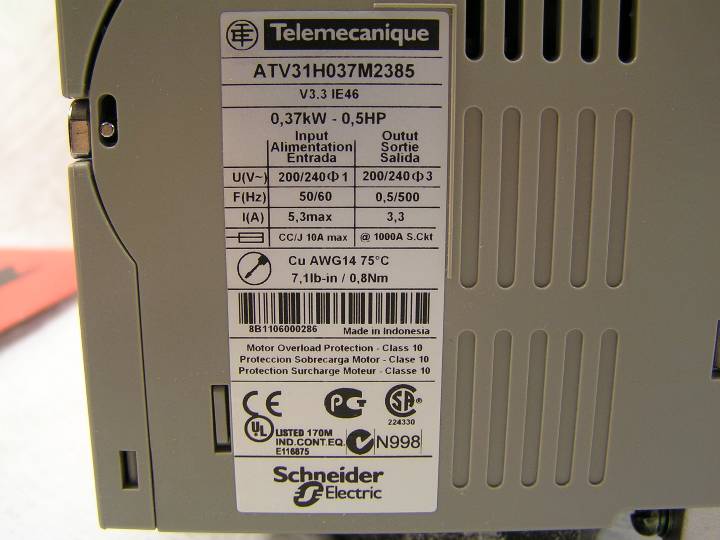 Telemecanique
ATV31H037M2385
V3.3 IE46
0,37kW - 0,5HP
Input Outut
Alimentation Sortie
Entrada Salida
U(V~) 200/240Φ1 200/240Φ3
F(Hz) 50/60 0,5/500
I(A) 5,3max 3,3
CC/J 10A max @ 1000A S.Ckt
Cu AWG14 75°C
7,1lb-in / 0,8Nm
8B1106000286 Made in Indonesia
Motor Overload Protection - Class 10
Proteccion Sobrecarga Motor - Clase 10
Protection Surcharge Moteur - Classe 10
CE PCT SA ®
224330
UL LISTED 170M
IND.CONT.EQ. N998
E116875
Schneider
Electric